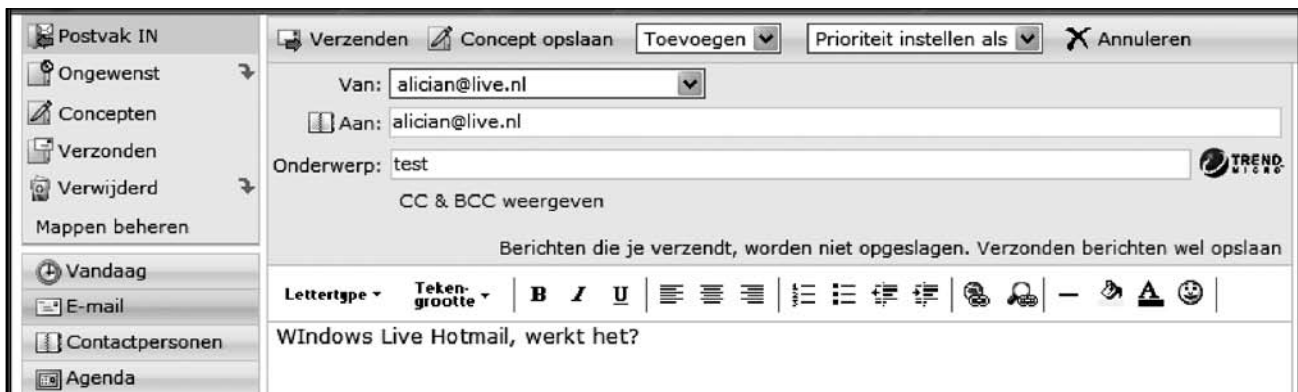 Postvak IN
Ongewenst
Concepten
Verzonden
Verwijderd
Mappen beheren
Vandaag
E-mail
Contactpersonen
Agenda
Verzenden Concept opslaan Toevoegen Prioriteit instellen als Annuleren
Van: alician@live.nl
Aan: alician@live.nl
Onderwerp: test
TREND
MICRO
CC & BCC weergeven
Berichten die je verzendt, worden niet opgeslagen. Verzonden berichten wel opslaan
Lettertype Teken-
grootte B I U A
WIndows Live Hotmail, werkt het?